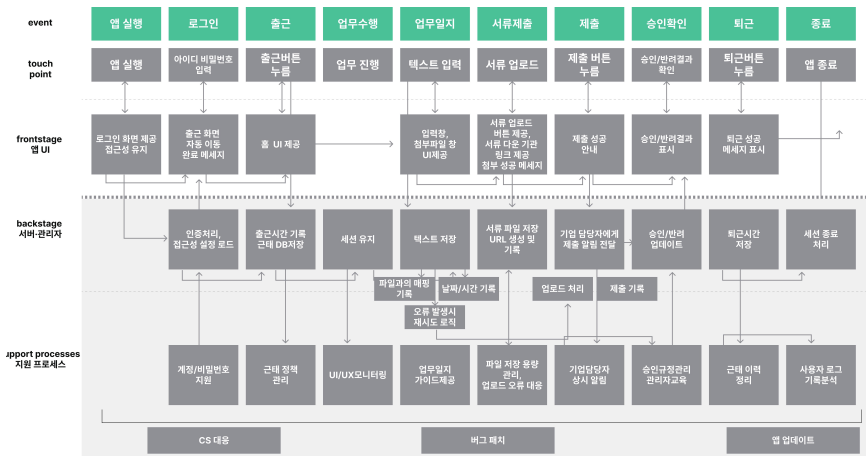 event
앱 실행
로그인
출근
업무수행
업무일지
서류제출
제출
승인확인
퇴근
종료
touch
point
앱 실행
아이디 비밀번호
입력
출근버튼
누름
업무 진행
텍스트 입력
서류 업로드
제출 버튼
누름
승인/반려결과
확인
퇴근버튼
누름
앱 종료
frontstage
앱 UI
로그인 화면 제공
접근성 유지
출근 화면
자동 이동
완료 메세지
홈 UI 제공
입력창,
첨부파일 창
UI제공
서류 업로드
버튼 제공,
서류 다운 기관
링크 제공
첨부 성공 메세지
제출 성공
안내
승인/반려결과
표시
퇴근 성공
메세지 표시
backstage
서버·관리자
인증처리,
접근성 설정 로드
출근시간 기록
근태 DB저장
세션 유지
텍스트 저장
서류 파일 저장
URL 생성 및
기록
기업 담당자에게
제출 알림 전달
승인/반려
업데이트
퇴근시간
저장
세션 종료
처리
파일과의 매핑
기록
날짜/시간 기록
업로드 처리
제출 기록
오류 발생시
재시도 로직
upport processes
지원 프로세스
계정/비밀번호
지원
근태 정책
관리
UI/UX모니터링
업무일지
가이드제공
파일 저장 용량
관리,
업로드 오류 대응
기업담당자
상시 알림
승인규정관리
관리자교육
근태 이력
정리
사용자 로그
기록분석
CS 대응
버그 패치
앱 업데이트